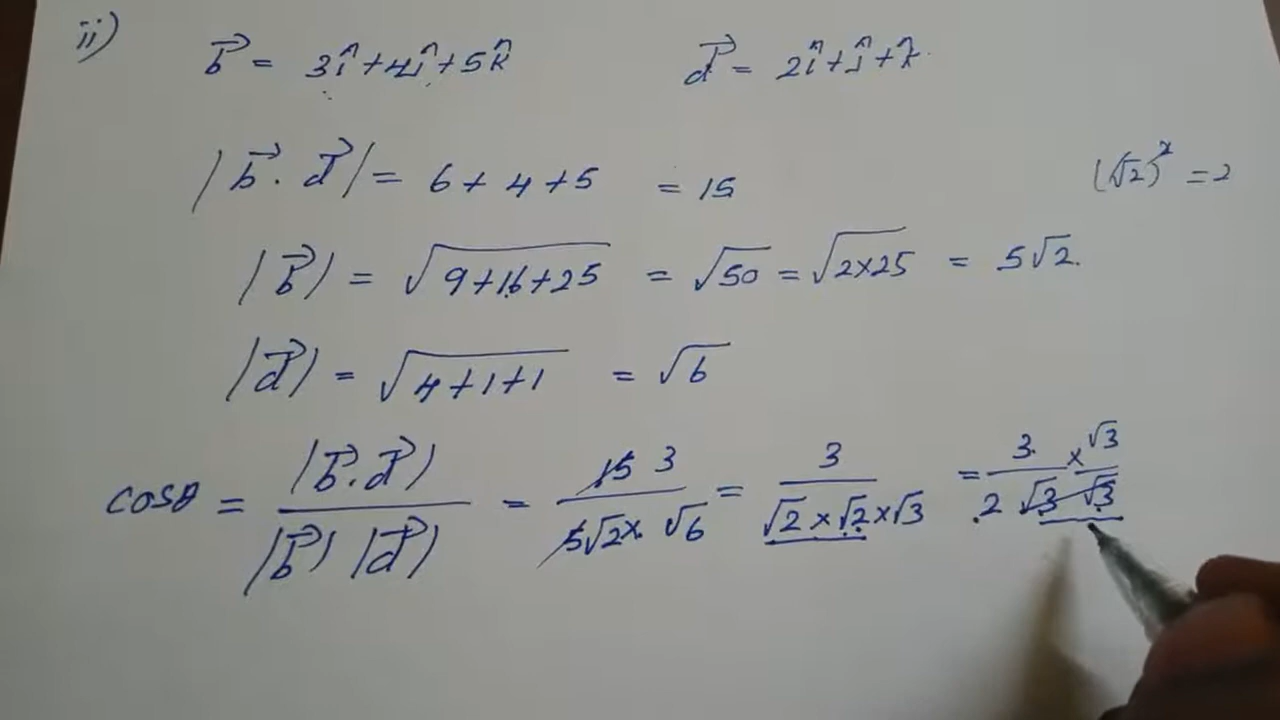 ii) b⃗ = 3î+4ĵ+5k̂ d⃗ = 2î+ĵ+k̂
|b⃗ . d⃗| = 6 + 4 + 5 = 15 (√2)² = 2
|b⃗| = √(9+16+25) = √50 = √(2×25) = 5√2.
|d⃗| = √(4+1+1) = √6
cosθ = |b⃗.d⃗| / |b⃗| |d⃗| = 15 3 / 5√2 × √6 = 3 / √2 × √2 × √3 = 3 / 2√3 × √3 / √3